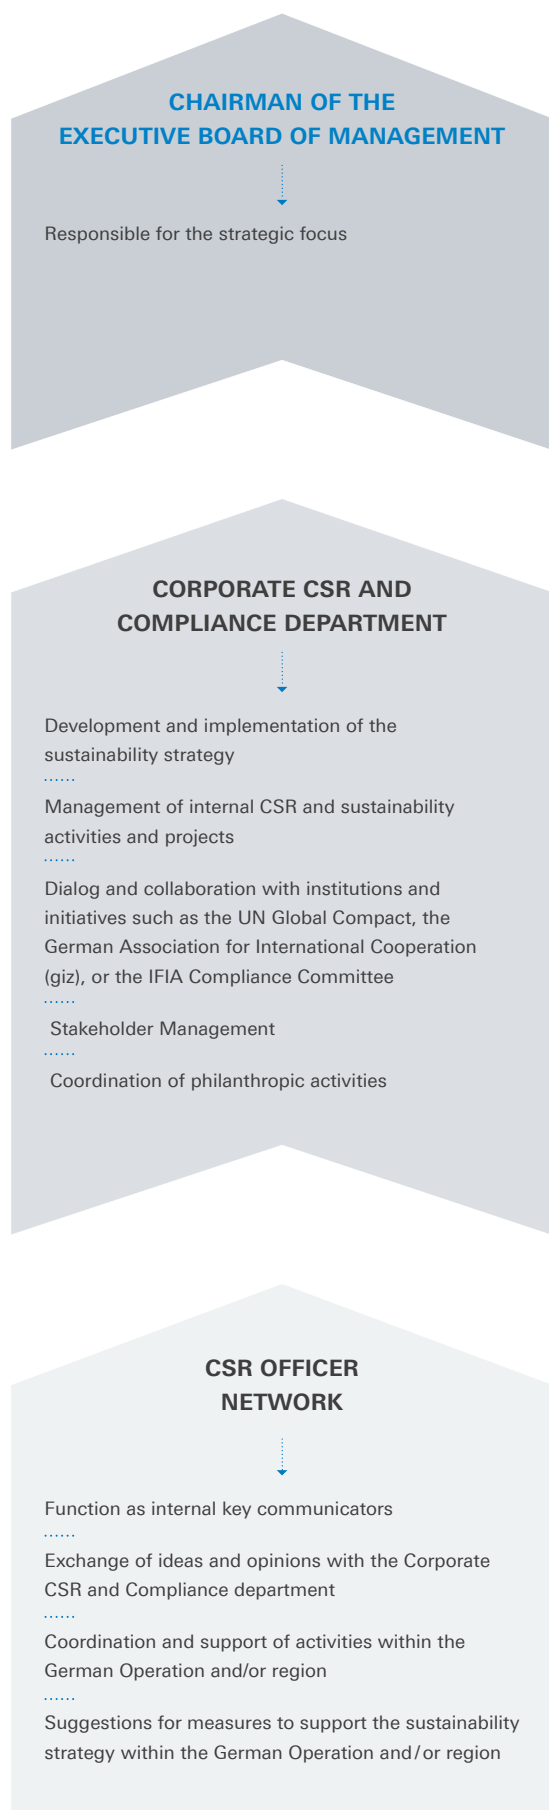 CHAIRMAN OF THE
EXECUTIVE BOARD OF MANAGEMENT
Responsible for the strategic focus
CORPORATE CSR AND
COMPLIANCE DEPARTMENT
Development and implementation of the
sustainability strategy
Management of internal CSR and sustainability
activities and projects
Dialog and collaboration with institutions and
initiatives such as the UN Global Compact, the
German Association for International Cooperation
(giz), or the IFIA Compliance Committee
Stakeholder Management
Coordination of philanthropic activities
CSR OFFICER
NETWORK
Function as internal key communicators
Exchange of ideas and opinions with the Corporate
CSR and Compliance department
Coordination and support of activities within the
German Operation and/or region
Suggestions for measures to support the sustainability
strategy within the German Operation and/or region